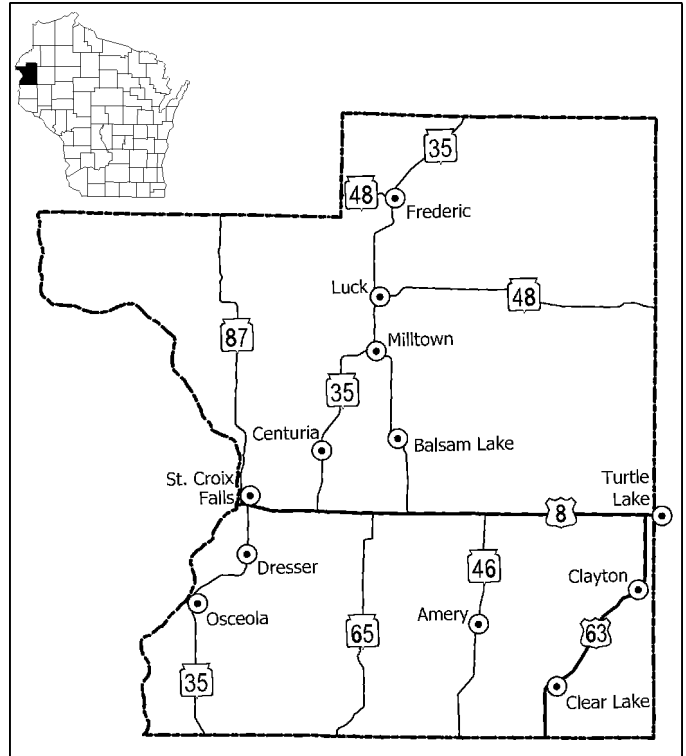 35
48
Frederic
Luck
48
87
Milltown
35
Centuria
Balsam Lake
St. Croix
Falls
Turtle
Lake
8
Dresser
46
Clayton
Osceola
65
Amery
63
35
Clear Lake